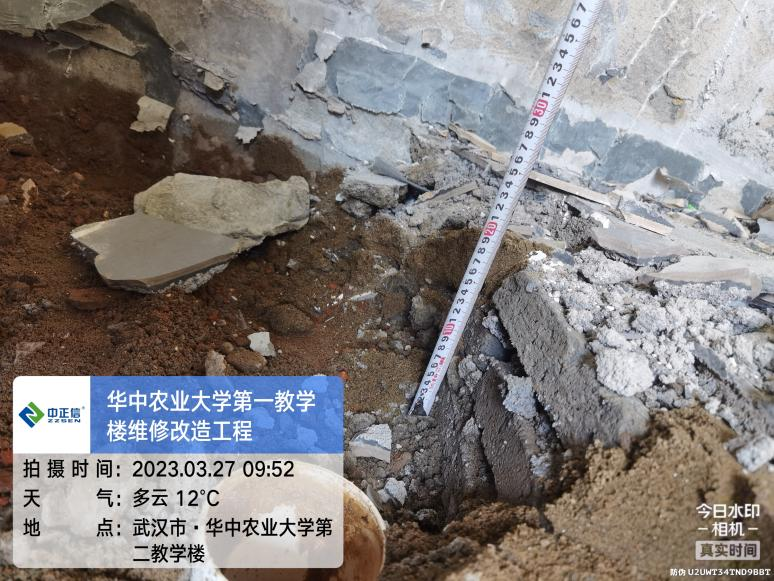 中正信®
ZZSEN
华中农业大学第一教学
楼维修改造工程
拍摄时间：2023.03.27 09:52
天气：多云 12℃
地点：武汉市·华中农业大学第
二教学楼
今日水印
-相机-
真实时间
防伪 U2UWT34TND9BBT
10
20
30